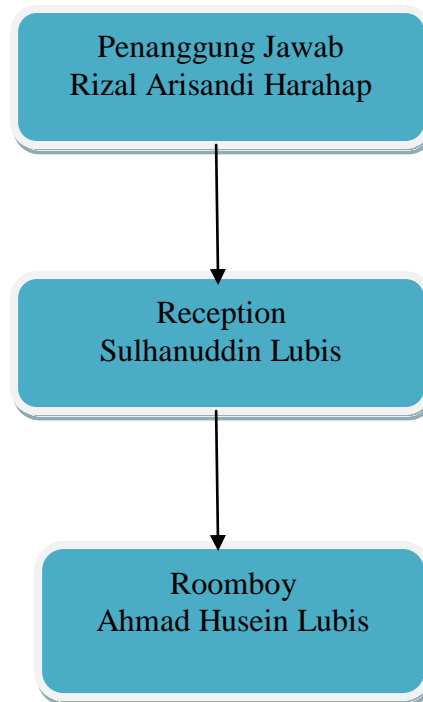 Penanggung Jawab
Rizal Arisandi Harahap
Reception
Sulhanuddin Lubis
Roomboy
Ahmad Husein Lubis